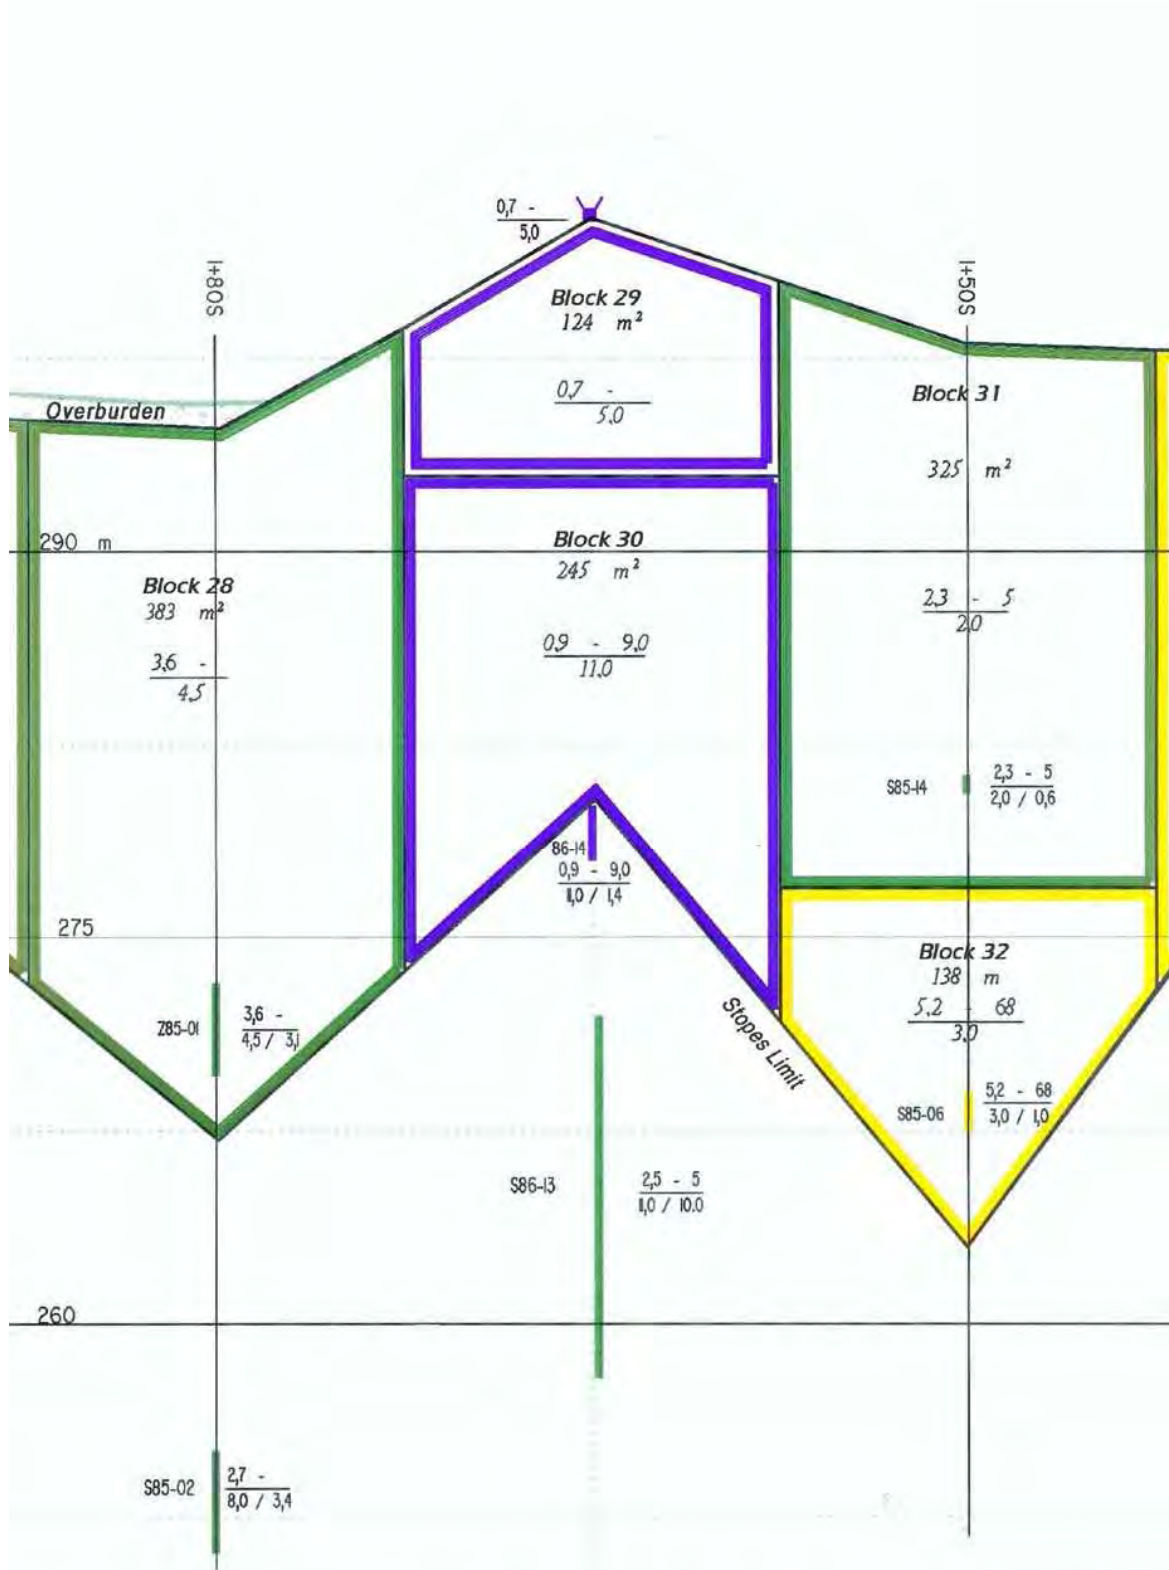 0,7 -
5,0
1+80S
1+50S
Block 29
124 m²
0,7 -
5.0
Overburden
Block 31
325 m²
290 m
Block 30
245 m²
Block 28
383 m²
0,9 - 9,0
11,0
2,3 - 5
2,0
3,6 -
4,5
S85-14
2,3 - 5
2,0 / 0,6
86-14
0,9 - 9,0
11,0 / 1,4
275
Block 32
138 m
5,2 - 68
3,0
Z85-01
3,6 -
4,5 / 3,1
Stopes Limit
S85-06
5,2 - 68
3,0 / 1,0
S86-13
2,5 - 5
11,0 / 10.0
260
S85-02
2,7 -
8,0 / 3,4